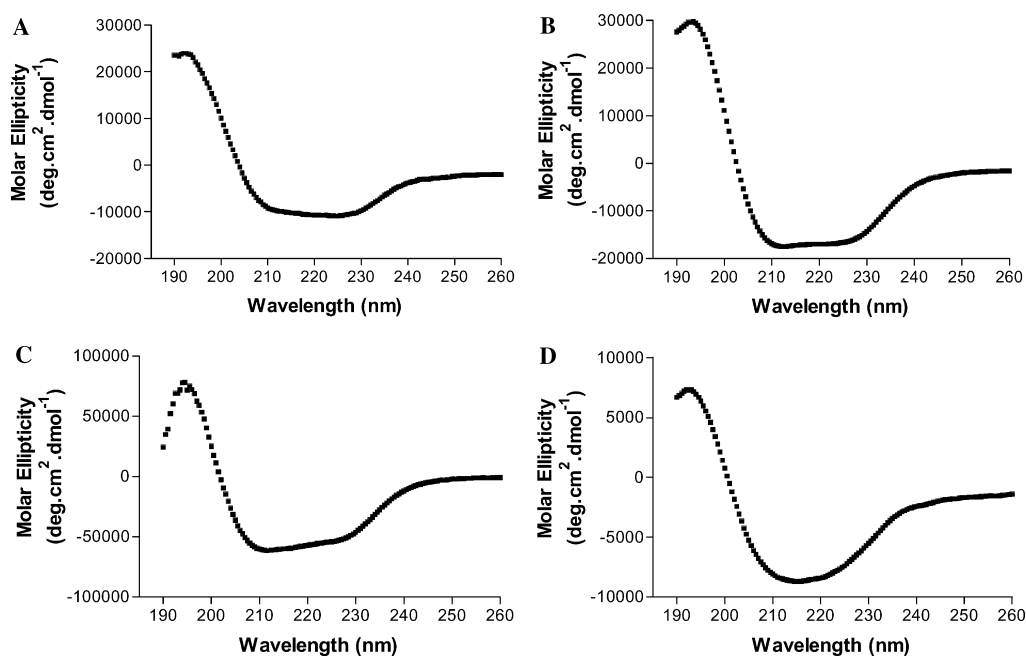 A
Molar Ellipticity
(deg.cm².dmol⁻¹)
30000
20000
10000
0
-10000
-20000
190 200 210 220 230 240 250 260
Wavelength (nm)
B
Molar Ellipticity
(deg.cm².dmol⁻¹)
30000
20000
10000
0
-10000
-20000
190 200 210 220 230 240 250 260
Wavelength (nm)
C
Molar Ellipticity
(deg.cm².dmol⁻¹)
100000
50000
0
-50000
-100000
190 200 210 220 230 240 250 260
Wavelength (nm)
D
Molar Ellipticity
(deg.cm².dmol⁻¹)
10000
5000
0
-5000
-10000
190 200 210 220 230 240 250 260
Wavelength (nm)